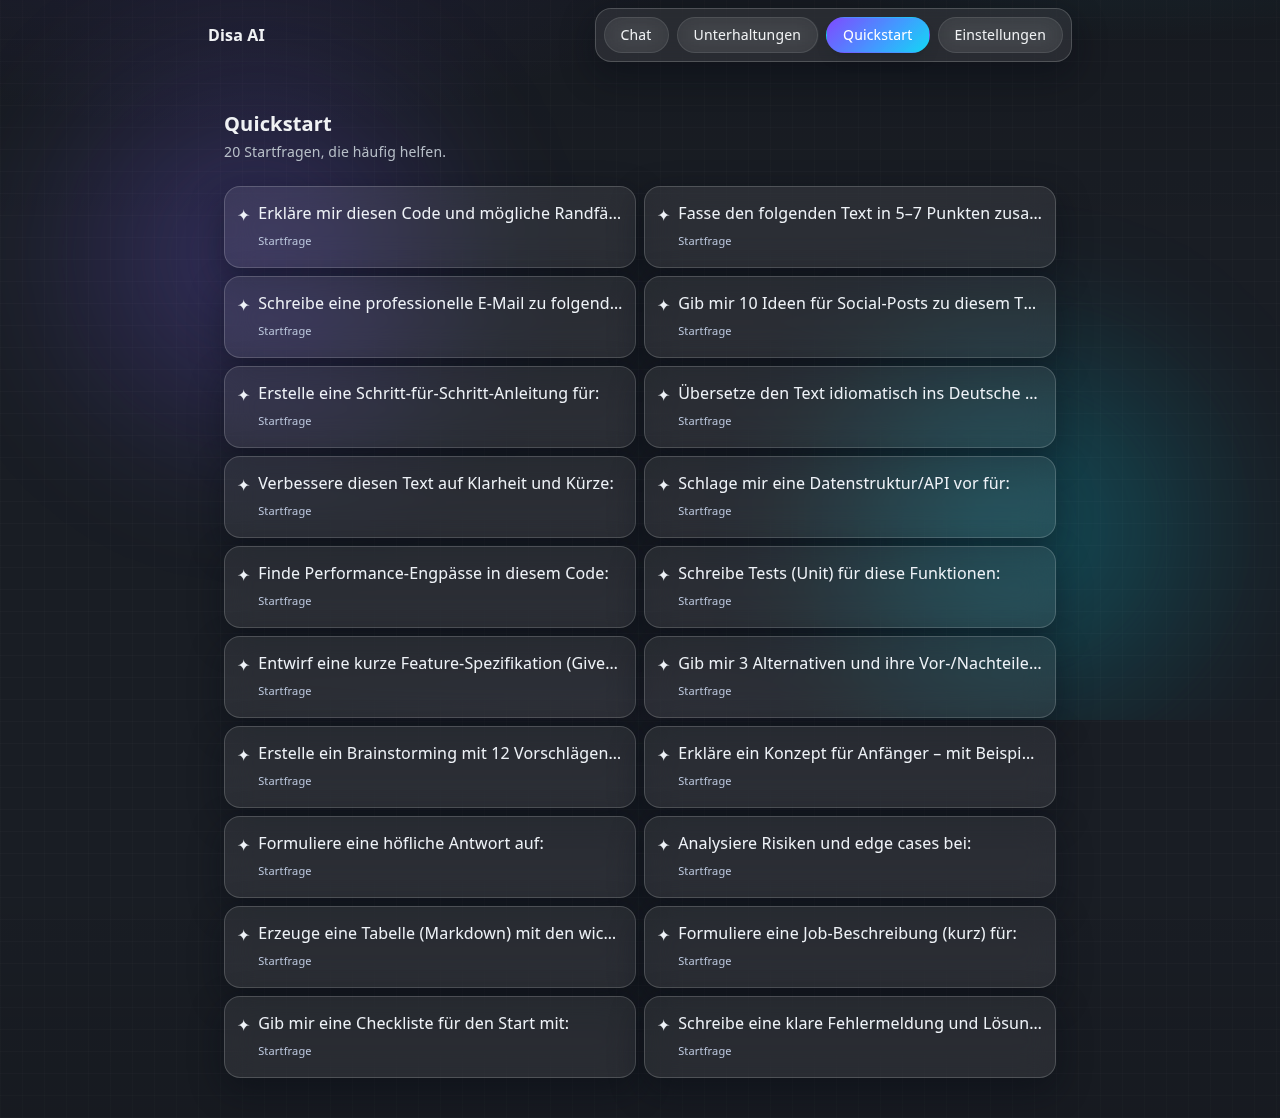 Disa AI
Chat
Unterhaltungen
Quickstart
Einstellungen
Quickstart
20 Startfragen, die häufig helfen.
✦ Erkläre mir diesen Code und mögliche Randfä...
Startfrage
✦ Fasse den folgenden Text in 5–7 Punkten zusa...
Startfrage
✦ Schreibe eine professionelle E-Mail zu folgend...
Startfrage
✦ Gib mir 10 Ideen für Social-Posts zu diesem T...
Startfrage
✦ Erstelle eine Schritt-für-Schritt-Anleitung für:
Startfrage
✦ Übersetze den Text idiomatisch ins Deutsche ...
Startfrage
✦ Verbessere diesen Text auf Klarheit und Kürze:
Startfrage
✦ Schlage mir eine Datenstruktur/API vor für:
Startfrage
✦ Finde Performance-Engpässe in diesem Code:
Startfrage
✦ Schreibe Tests (Unit) für diese Funktionen:
Startfrage
✦ Entwirf eine kurze Feature-Spezifikation (Give...
Startfrage
✦ Gib mir 3 Alternativen und ihre Vor-/Nachteile...
Startfrage
✦ Erstelle ein Brainstorming mit 12 Vorschlägen...
Startfrage
✦ Erkläre ein Konzept für Anfänger – mit Beispi...
Startfrage
✦ Formuliere eine höfliche Antwort auf:
Startfrage
✦ Analysiere Risiken und edge cases bei:
Startfrage
✦ Erzeuge eine Tabelle (Markdown) mit den wic...
Startfrage
✦ Formuliere eine Job-Beschreibung (kurz) für:
Startfrage
✦ Gib mir eine Checkliste für den Start mit:
Startfrage
✦ Schreibe eine klare Fehlermeldung und Lösun...
Startfrage